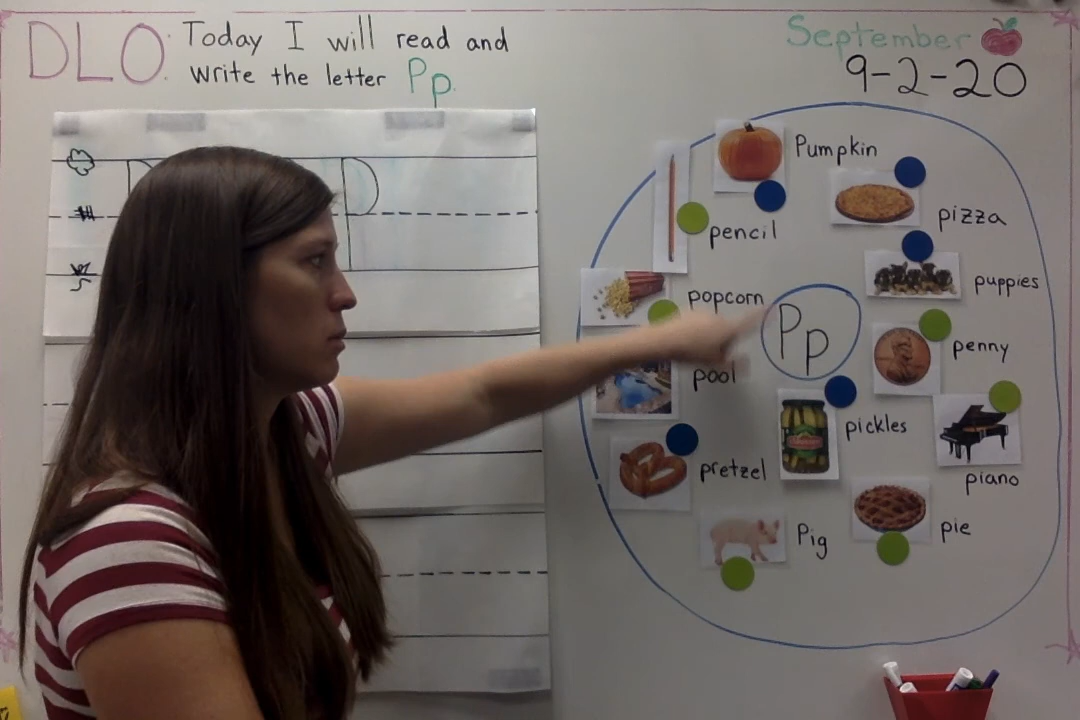 DLO: Today I will read and
write the letter Pp.
September
9-2-20
P
Pumpkin
pizza
pencil
puppies
popcorn
Pp
penny
pool
pickles
pretzel
piano
Pig
pie